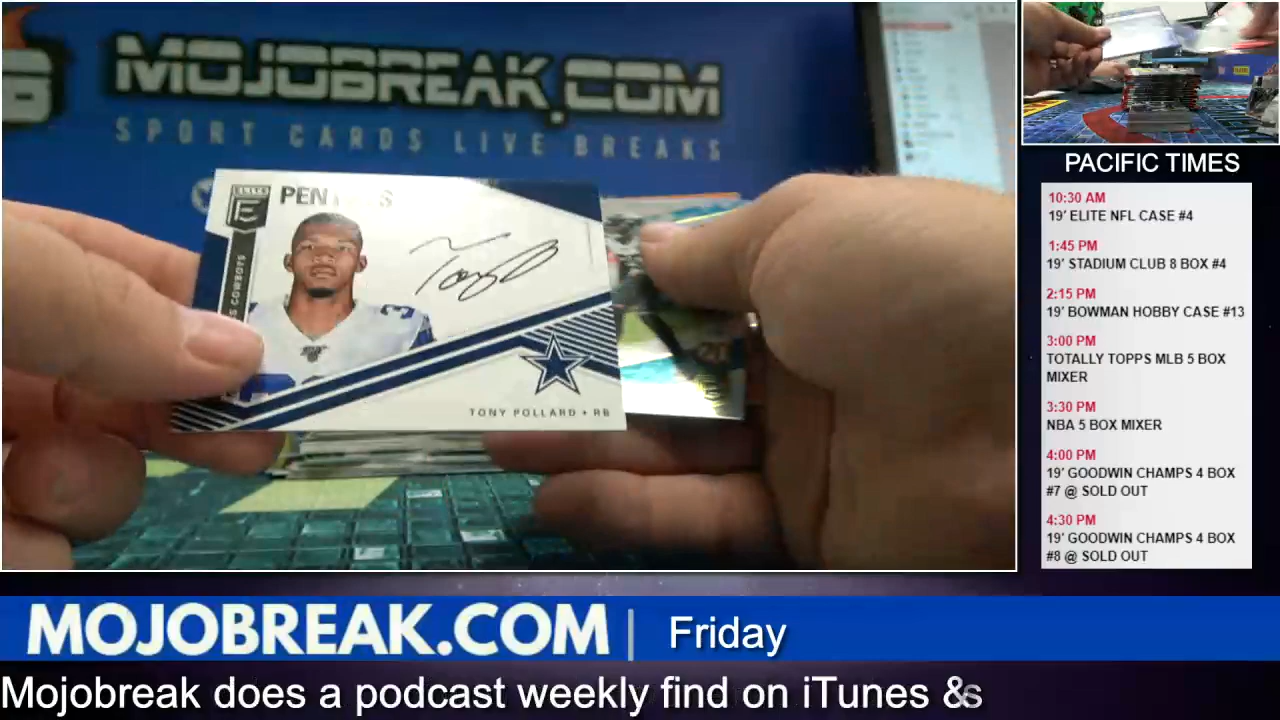 MOJOBREAK.COM
SPORT CARDS LIVE BREAKS
ELITE
E
PEN
COWBOYS
3
TONY POLLARD • RB
PACIFIC TIMES
10:30 AM
19' ELITE NFL CASE #4
1:45 PM
19' STADIUM CLUB 8 BOX #4
2:15 PM
19' BOWMAN HOBBY CASE #13
3:00 PM
TOTALLY TOPPS MLB 5 BOX
MIXER
3:30 PM
NBA 5 BOX MIXER
4:00 PM
19' GOODWIN CHAMPS 4 BOX
#7 @ SOLD OUT
4:30 PM
19' GOODWIN CHAMPS 4 BOX
#8 @ SOLD OUT
MOJOBREAK.COM | Friday
Mojobreak does a podcast weekly find on iTunes &